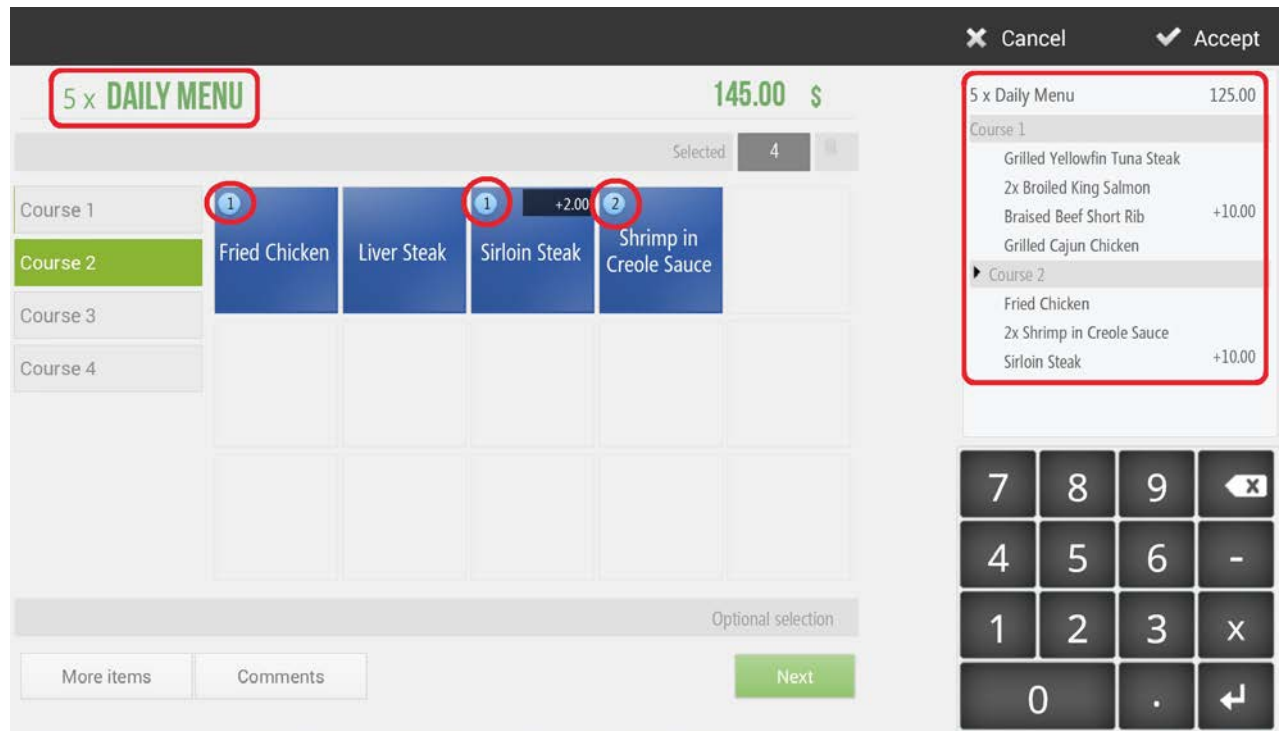 Cancel Accept
5 x DAILY MENU 145.00 $
Selected 4
Course 1
Course 2
Course 3
Course 4
1 Fried Chicken
Liver Steak
1 +2.00
Sirloin Steak
2 Shrimp in
Creole Sauce
Optional selection
More items Comments Next
5 x Daily Menu 125.00
Course 1
Grilled Yellowfin Tuna Steak
2x Broiled King Salmon
Braised Beef Short Rib +10.00
Grilled Cajun Chicken
Course 2
Fried Chicken
2x Shrimp in Creole Sauce
Sirloin Steak +10.00
7 8 9 x
4 5 6 -
1 2 3 x
0 .